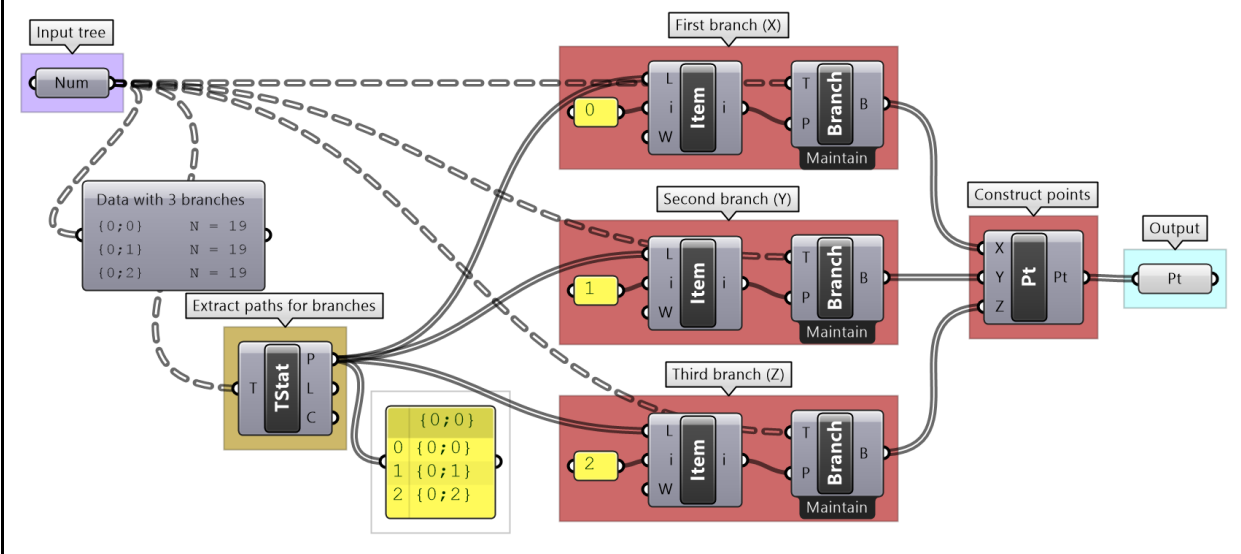 Input tree
Num
Data with 3 branches
{0;0} N = 19
{0;1} N = 19
{0;2} N = 19
Extract paths for branches
T
TStat
P
L
C
{0;0}
0 {0;0}
1 {0;1}
2 {0;2}
First branch (X)
0
L
i
W
Item
i
T
P
Branch
B
Maintain
Second branch (Y)
1
L
i
W
Item
i
T
P
Branch
B
Maintain
Third branch (Z)
2
L
i
W
Item
i
T
P
Branch
B
Maintain
Construct points
X
Y
Z
Pt
Pt
Output
Pt